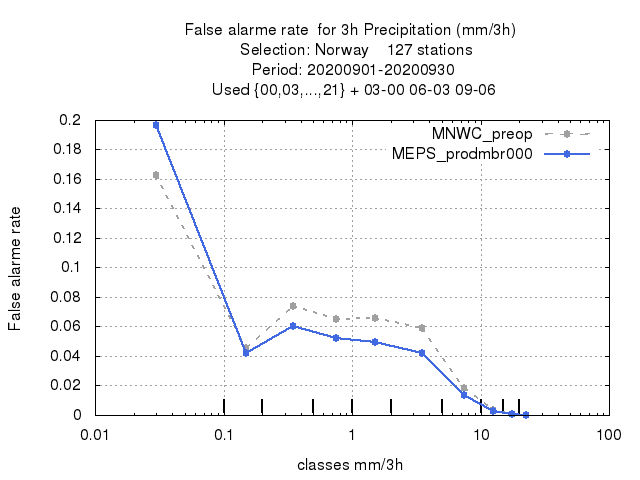 False alarme rate  for 3h Precipitation (mm/3h)
Selection: Norway    127 stations
Period: 20200901-20200930
Used {00,03,...,21} + 03-00 06-03 09-06
MNWC_preop
MEPS_prodmbr000
0.2
0.18
0.16
0.14
0.12
0.1
0.08
0.06
0.04
0.02
0
False alarme rate
0.01 0.1 1 10 100
classes mm/3h